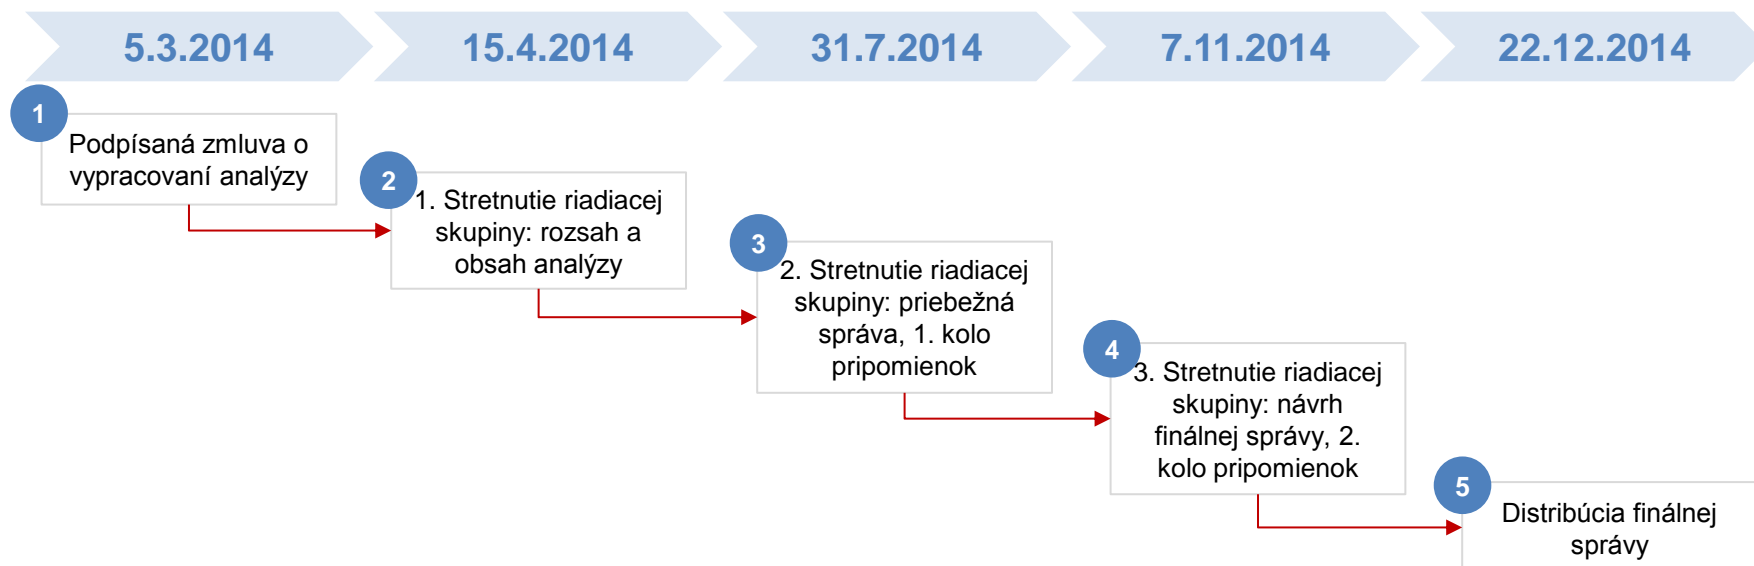 5.3.2014
15.4.2014
31.7.2014
7.11.2014
22.12.2014
1
Podpísaná zmluva o
vypracovaní analýzy
2
1. Stretnutie riadiacej
skupiny: rozsah a
obsah analýzy
3
2. Stretnutie riadiacej
skupiny: priebežná
správa, 1. kolo
pripomienok
4
3. Stretnutie riadiacej
skupiny: návrh
finálnej správy, 2.
kolo pripomienok
5
Distribúcia finálnej
správy